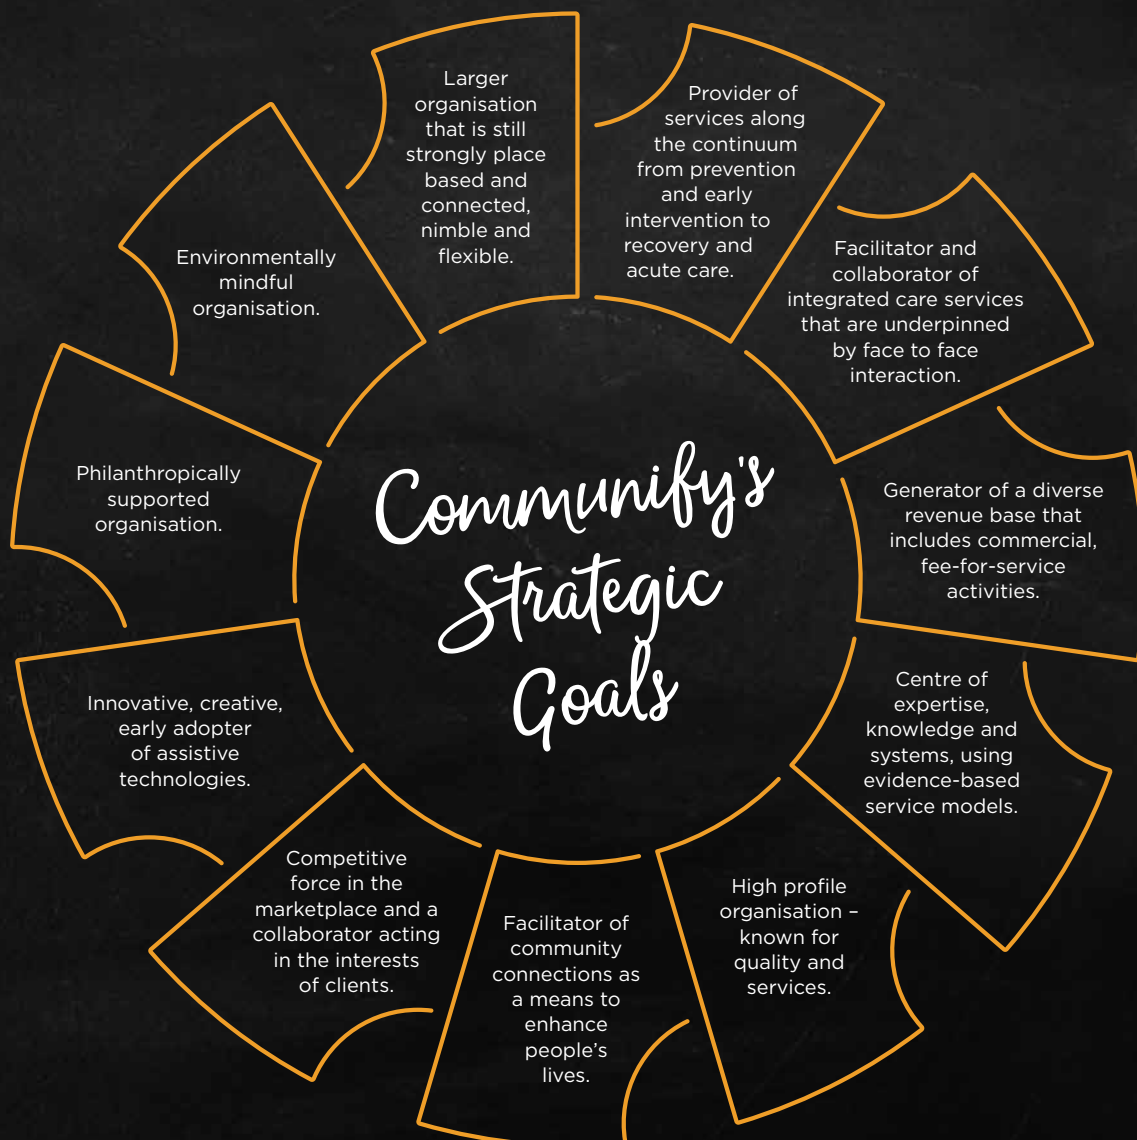 Communify's
Strategic
Goals
Larger
organisation
that is still
strongly place
based and
connected,
nimble and
flexible.
Provider of
services along
the continuum
from prevention
and early
intervention to
recovery and
acute care.
Facilitator and
collaborator of
integrated care services
that are underpinned
by face to face
interaction.
Generator of a diverse
revenue base that
includes commercial,
fee-for-service
activities.
Centre of
expertise,
knowledge and
systems, using
evidence-based
service models.
High profile
organisation –
known for
quality and
services.
Facilitator of
community
connections as
a means to
enhance
people's
lives.
Competitive
force in the
marketplace and a
collaborator acting
in the interests
of clients.
Innovative, creative,
early adopter
of assistive
technologies.
Philanthropically
supported
organisation.
Environmentally
mindful
organisation.